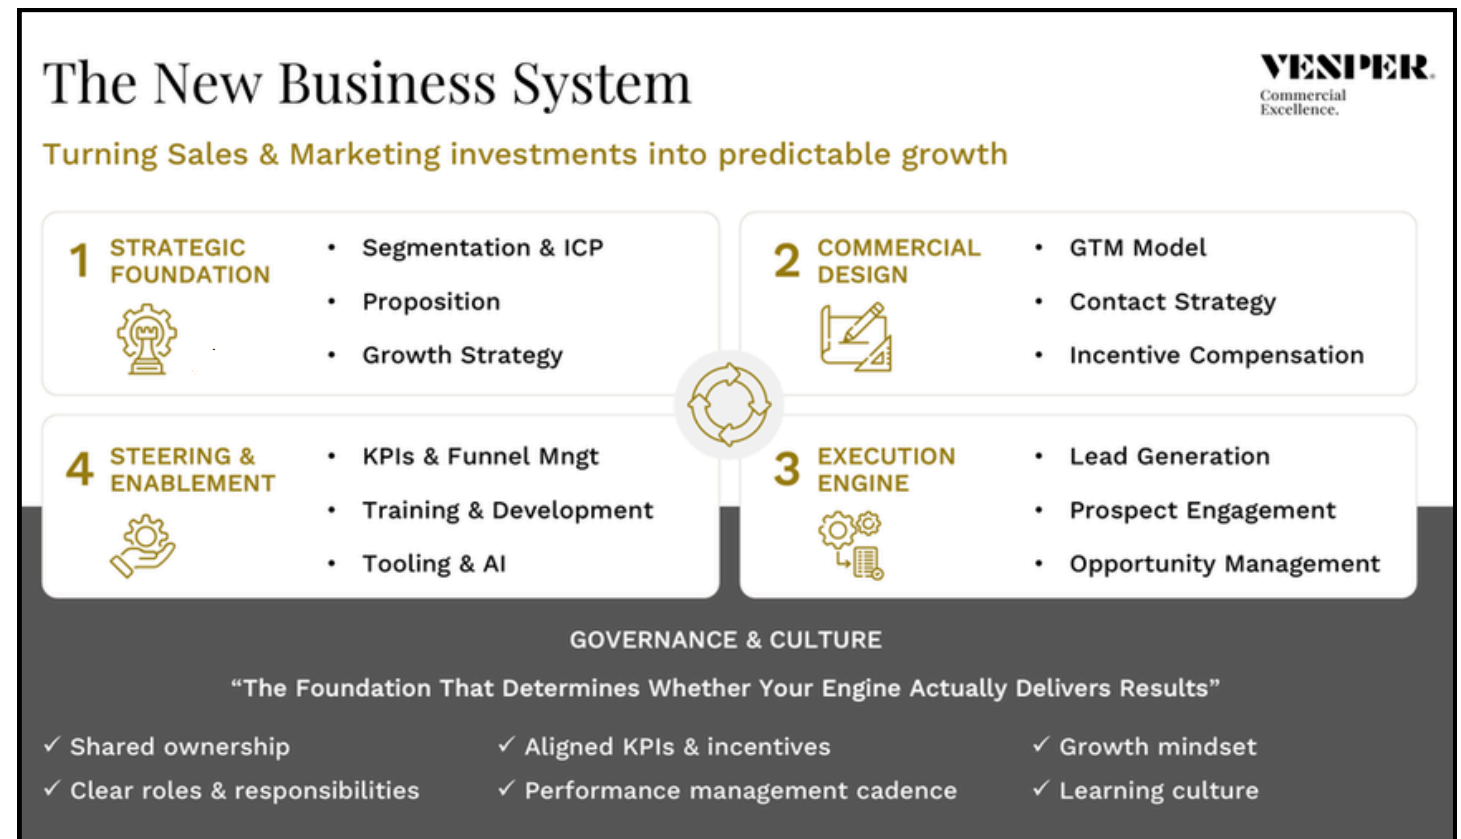 The New Business System
VENPER.
Commercial
Excellence.
Turning Sales & Marketing investments into predictable growth
1
STRATEGIC
FOUNDATION
• Segmentation & ICP
• Proposition
• Growth Strategy
2
COMMERCIAL
DESIGN
• GTM Model
• Contact Strategy
• Incentive Compensation
4
STEERING &
ENABLEMENT
• KPIs & Funnel Mngt
• Training & Development
• Tooling & AI
3
EXECUTION
ENGINE
• Lead Generation
• Prospect Engagement
• Opportunity Management
GOVERNANCE & CULTURE
“The Foundation That Determines Whether Your Engine Actually Delivers Results”
✓ Shared ownership
✓ Aligned KPIs & incentives
✓ Growth mindset
✓ Clear roles & responsibilities
✓ Performance management cadence
✓ Learning culture